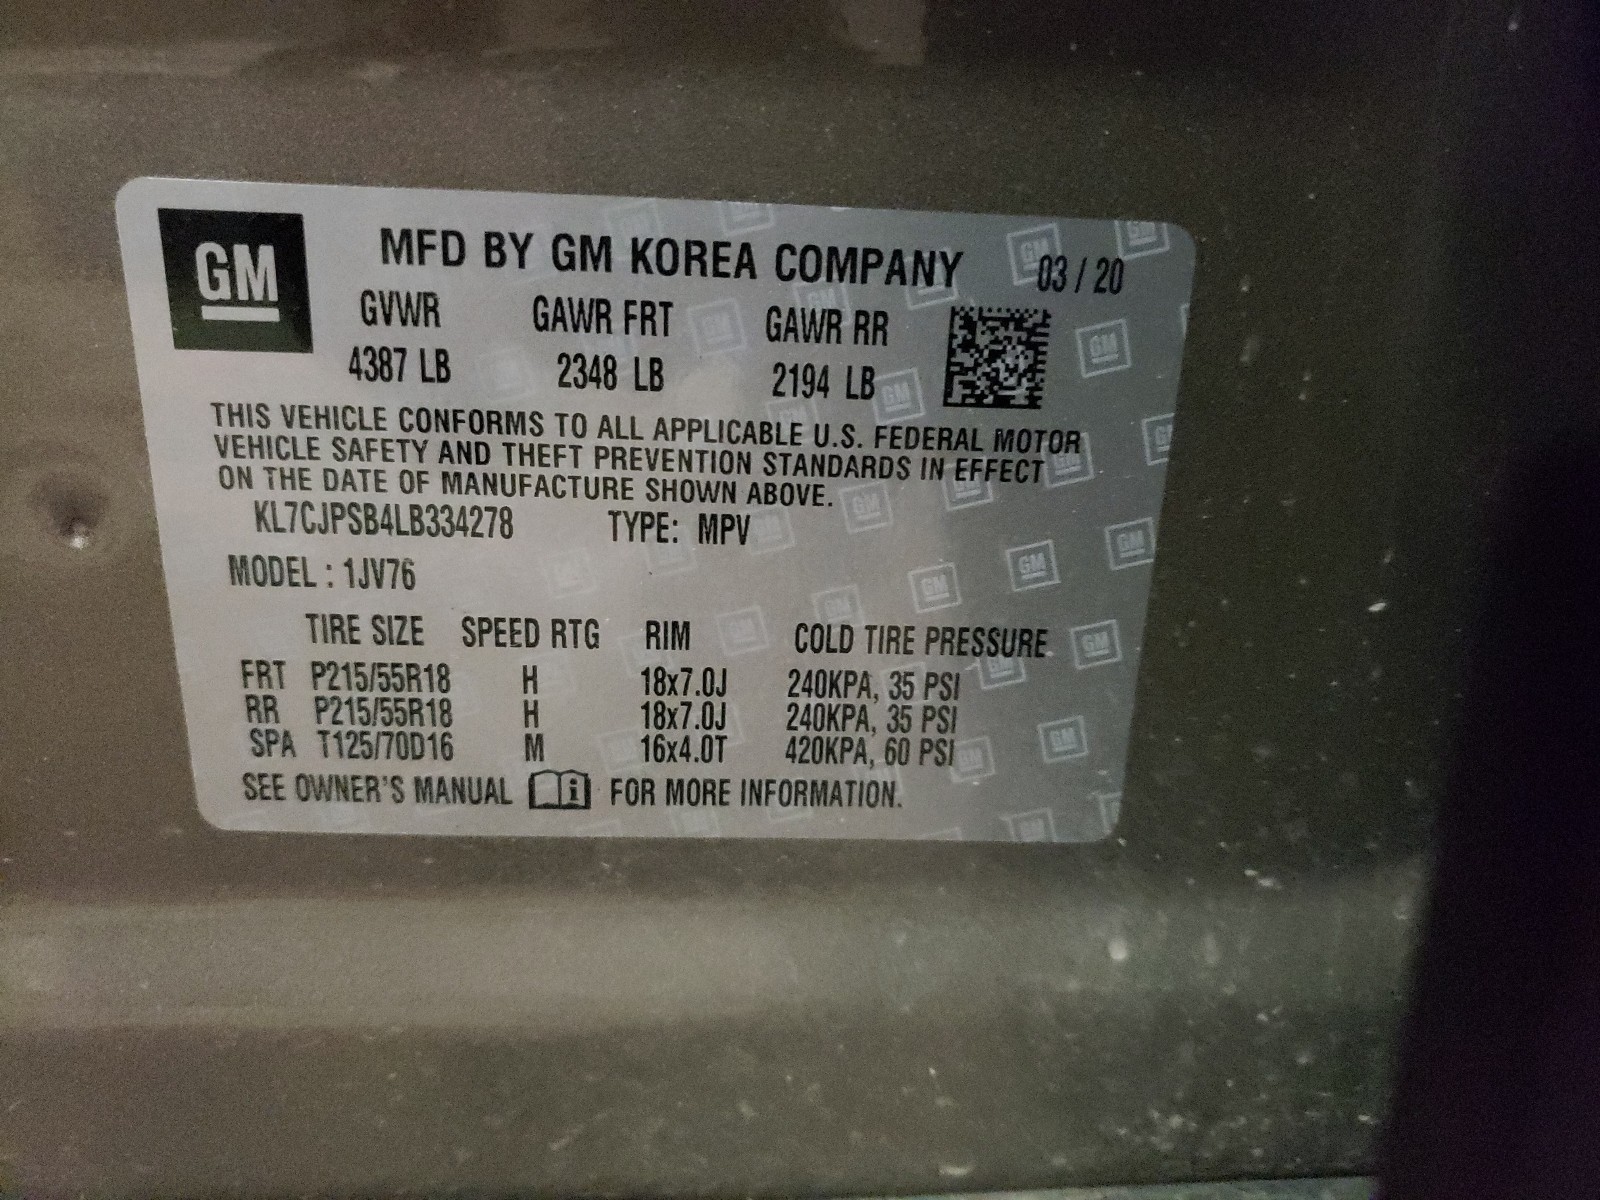 GM
MFD BY GM KOREA COMPANY 03 / 20
GVWR GAWR FRT GAWR RR
4387 LB 2348 LB 2194 LB
THIS VEHICLE CONFORMS TO ALL APPLICABLE U.S. FEDERAL MOTOR
VEHICLE SAFETY AND THEFT PREVENTION STANDARDS IN EFFECT
ON THE DATE OF MANUFACTURE SHOWN ABOVE.
KL7CJPSB4LB334278 TYPE: MPV
MODEL : 1JV76
TIRE SIZE SPEED RTG RIM COLD TIRE PRESSURE
FRT P215/55R18 H 18x7.0J 240KPA, 35 PSI
RR P215/55R18 H 18x7.0J 240KPA, 35 PSI
SPA T125/70D16 M 16x4.0T 420KPA, 60 PSI
SEE OWNER'S MANUAL i FOR MORE INFORMATION.